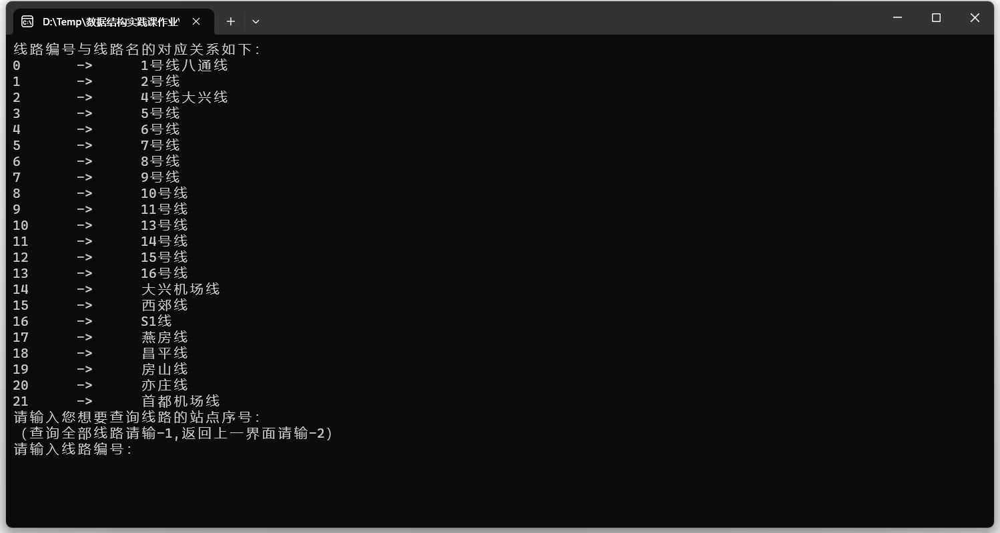 D:\Temp\数据结构实践课作业\
线路编号与线路名的对应关系如下:
0 -> 1号线八通线
1 -> 2号线
2 -> 4号线大兴线
3 -> 5号线
4 -> 6号线
5 -> 7号线
6 -> 8号线
7 -> 9号线
8 -> 10号线
9 -> 11号线
10 -> 13号线
11 -> 14号线
12 -> 15号线
13 -> 16号线
14 -> 大兴机场线
15 -> 西郊线
16 -> S1线
17 -> 燕房线
18 -> 昌平线
19 -> 房山线
20 -> 亦庄线
21 -> 首都机场线
请输入您想要查询线路的站点序号:
（查询全部线路请输-1,返回上一界面请输-2）
请输入线路编号: